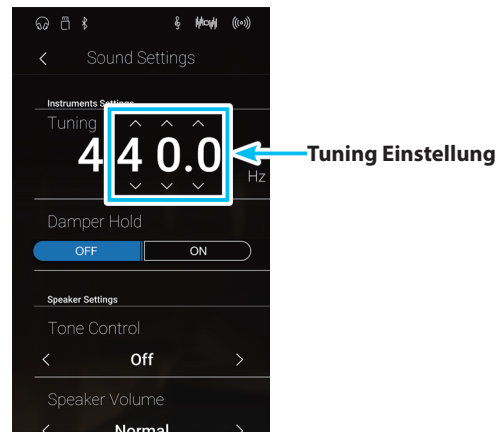 Sound Settings
Instruments Settings
Tuning
440.0
Hz
Tuning Einstellung
Damper Hold
OFF ON
Speaker Settings
Tone Control
Off
Speaker Volume
Normal